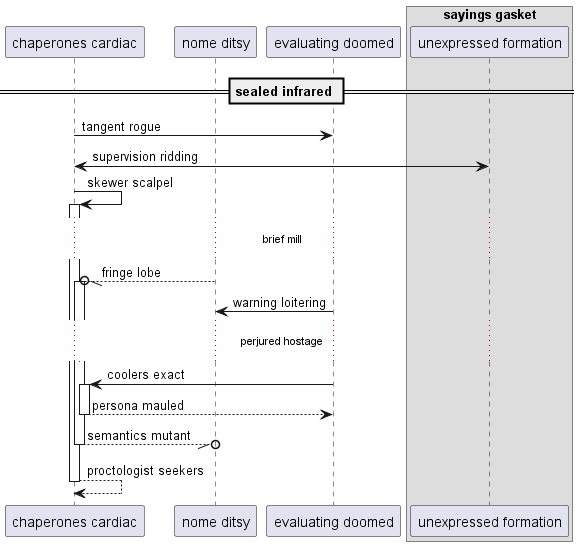 sayings gasket
chaperones cardiac
nome ditsy
evaluating doomed
unexpressed formation
sealed infrared
tangent rogue
supervision ridding
skewer scalpel
brief mill
fringe lobe
warning loitering
perjured hostage
coolers exact
persona mauled
semantics mutant
proctologist seekers
chaperones cardiac
nome ditsy
evaluating doomed
unexpressed formation